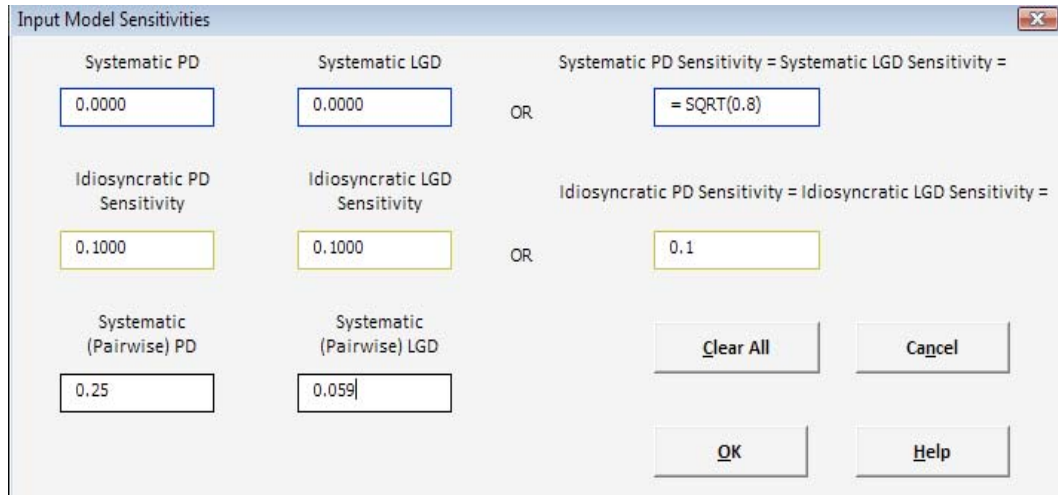 Input Model Sensitivities
Systematic PD
Systematic LGD
Systematic PD Sensitivity = Systematic LGD Sensitivity =
0.0000
0.0000
OR
= SQRT(0.8)
Idiosyncratic PD
Sensitivity
Idiosyncratic LGD
Sensitivity
Idiosyncratic PD Sensitivity = Idiosyncratic LGD Sensitivity =
0.1000
0.1000
OR
0.1
Systematic
(Pairwise) PD
Systematic
(Pairwise) LGD
Clear All
Cancel
0.25
0.059
OK
Help